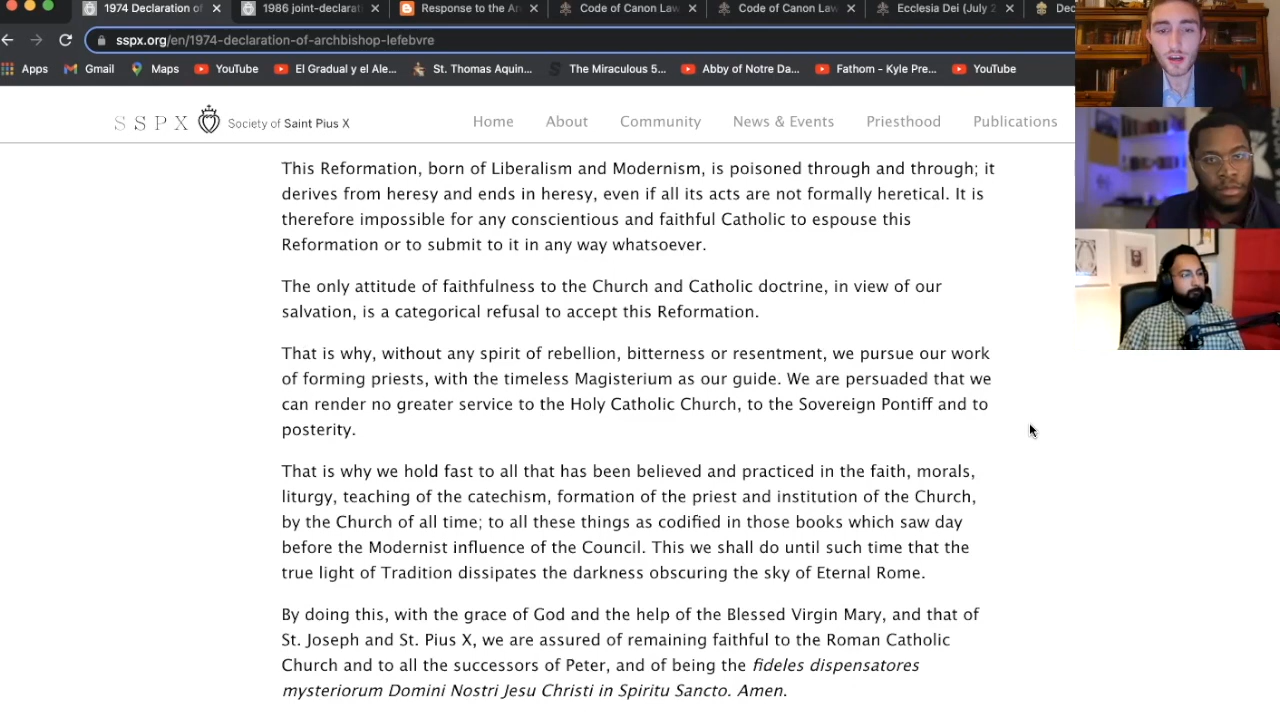 1974 Declaration of
1986 joint-declarat
Response to the Ar
Code of Canon Law
Code of Canon Law
Ecclesia Dei (July 2
Dec
sspx.org/en/1974-declaration-of-archbishop-lefebvre
Apps
Gmail
Maps
YouTube
El Gradual y el Ale...
St. Thomas Aquin...
The Miraculous 5...
Abby of Notre Da...
Fathom - Kyle Pre...
YouTube
SSPX Society of Saint Pius X
Home
About
Community
News & Events
Priesthood
Publications
This Reformation, born of Liberalism and Modernism, is poisoned through and through; it
derives from heresy and ends in heresy, even if all its acts are not formally heretical. It is
therefore impossible for any conscientious and faithful Catholic to espouse this
Reformation or to submit to it in any way whatsoever.
The only attitude of faithfulness to the Church and Catholic doctrine, in view of our
salvation, is a categorical refusal to accept this Reformation.
That is why, without any spirit of rebellion, bitterness or resentment, we pursue our work
of forming priests, with the timeless Magisterium as our guide. We are persuaded that we
can render no greater service to the Holy Catholic Church, to the Sovereign Pontiff and to
posterity.
That is why we hold fast to all that has been believed and practiced in the faith, morals,
liturgy, teaching of the catechism, formation of the priest and institution of the Church,
by the Church of all time; to all these things as codified in those books which saw day
before the Modernist influence of the Council. This we shall do until such time that the
true light of Tradition dissipates the darkness obscuring the sky of Eternal Rome.
By doing this, with the grace of God and the help of the Blessed Virgin Mary, and that of
St. Joseph and St. Pius X, we are assured of remaining faithful to the Roman Catholic
Church and to all the successors of Peter, and of being the fideles dispensatores
mysteriorum Domini Nostri Jesu Christi in Spiritu Sancto. Amen.